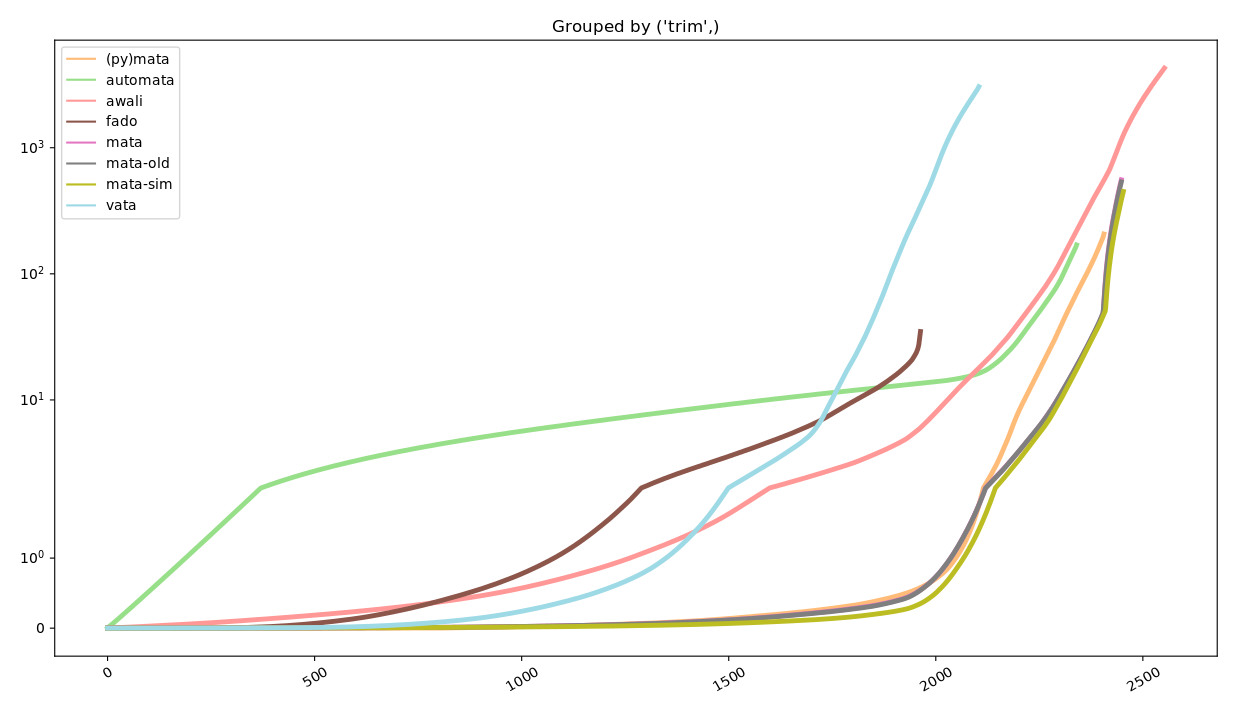 Grouped by ('trim',)
(py)mata
automata
awali
fado
mata
mata-old
mata-sim
vata
10³
10²
10¹
10⁰
0
0
500
1000
1500
2000
2500